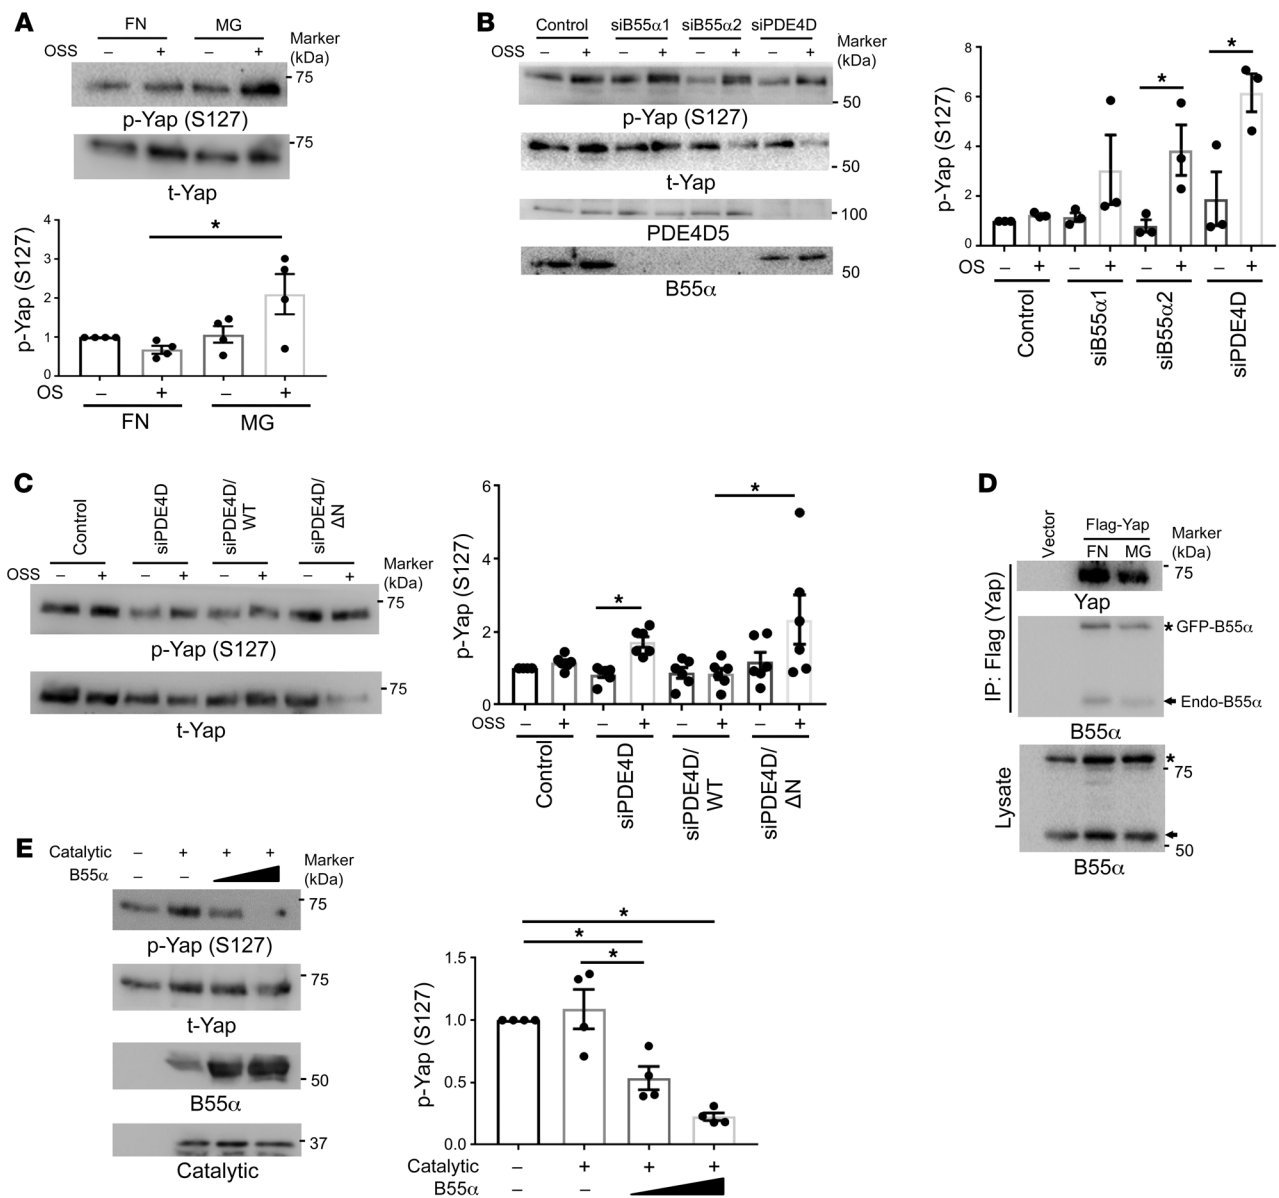 A
FN MG
OSS – + – + Marker (kDa)
75
p-Yap (S127)
75
t-Yap
p-Yap (S127)
4
3
2
1
0
OS – + – +
FN MG
B
Control siB55α1 siB55α2 siPDE4D
OSS – + – + – + – + Marker (kDa)
50
p-Yap (S127)
50
t-Yap
100
PDE4D5
50
B55α
p-Yap (S127)
8
6
4
2
0
* *
OS – + – + – + – +
Control siB55α1 siB55α2 siPDE4D
*
C
Control siPDE4D siPDE4D/WT siPDE4D/ΔN
OSS – + – + – + – + Marker (kDa)
75
p-Yap (S127)
75
t-Yap
p-Yap (S127)
6
4
2
0
* *
OSS – + – + – + – +
Control siPDE4D siPDE4D/WT siPDE4D/ΔN
D
Vector Flag-Yap
FN MG Marker (kDa)
IP: Flag (Yap)
75
Yap
* GFP-B55α
Endo-B55α
B55α
Lysate
*
75
50
B55α
E
Catalytic – + + +
B55α – – Marker (kDa)
75
p-Yap (S127)
75
t-Yap
50
B55α
37
Catalytic
p-Yap (S127)
* * *
1.5
1.0
0.5
0.0
Catalytic – + + +
B55α – –